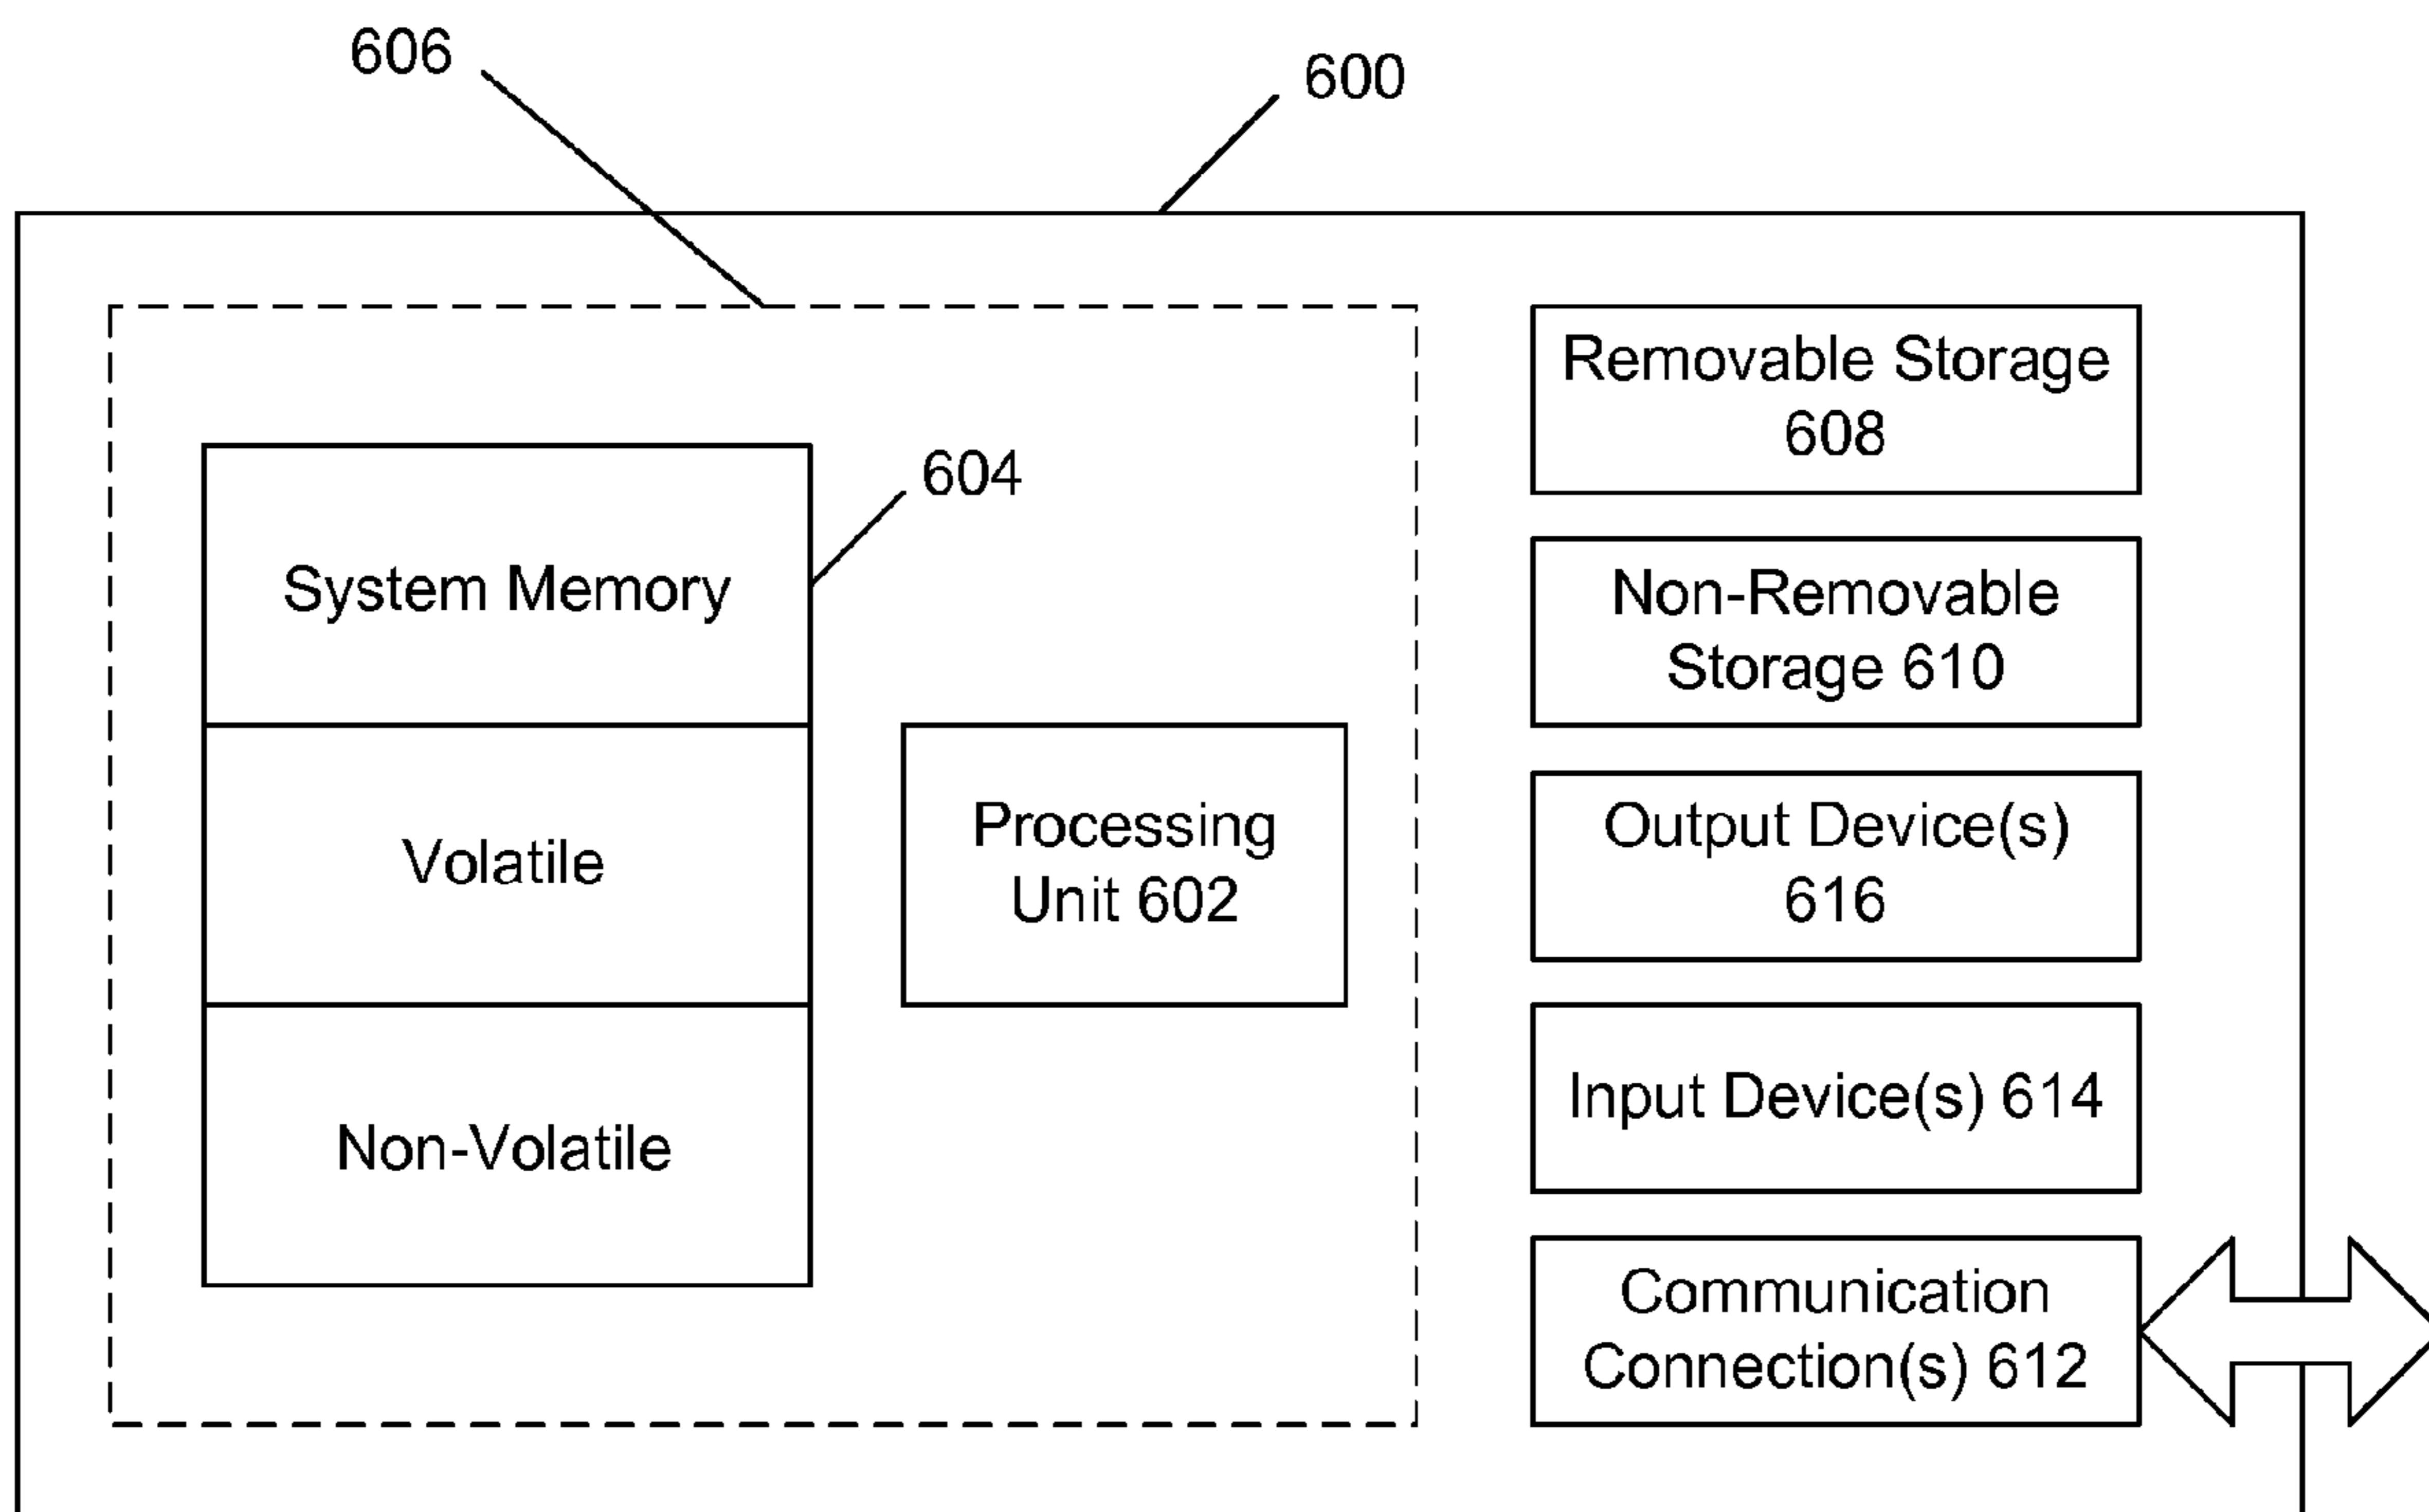 606
600
604
System Memory
Volatile
Non-Volatile
Processing
Unit 602
Removable Storage
608
Non-Removable
Storage 610
Output Device(s)
616
Input Device(s) 614
Communication
Connection(s) 612